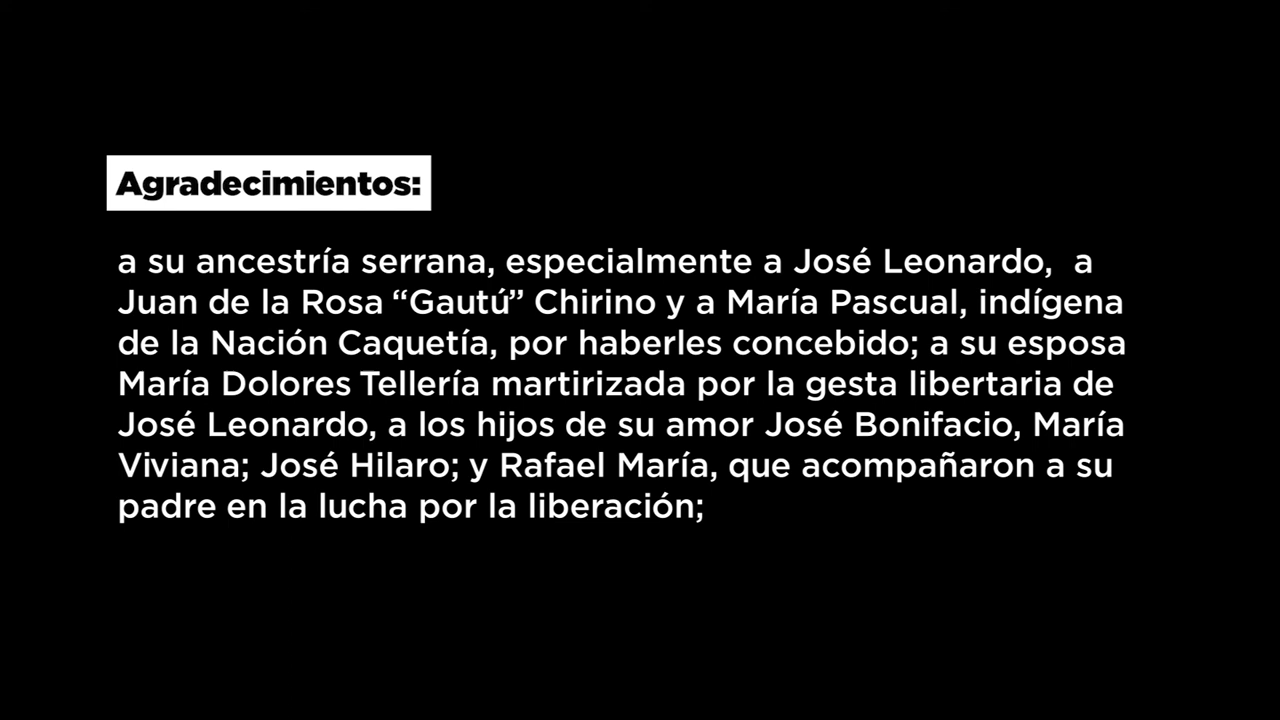 Agradecimientos:
a su ancestría serrana, especialmente a José Leonardo,  a
Juan de la Rosa “Gautú” Chirino y a María Pascual, indígena
de la Nación Caquetía, por haberles concebido; a su esposa
María Dolores Tellería martirizada por la gesta libertaria de
José Leonardo, a los hijos de su amor José Bonifacio, María
Viviana; José Hilaro; y Rafael María, que acompañaron a su
padre en la lucha por la liberación;